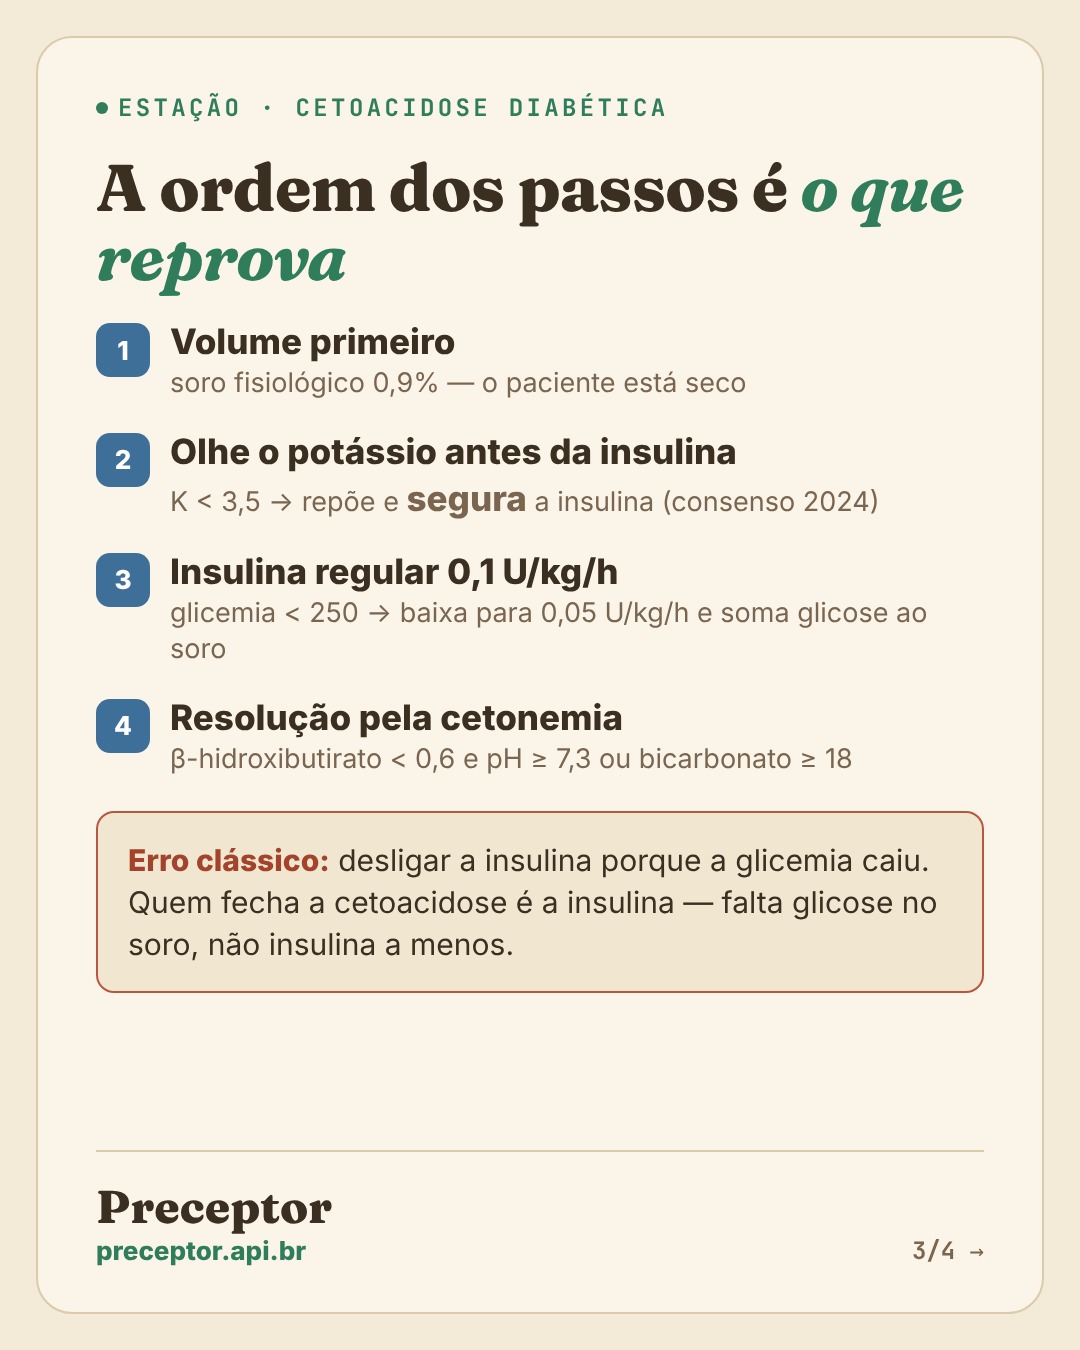 ESTAÇÃO · CETOACIDOSE DIABÉTICA
A ordem dos passos é o que
reprova
1 Volume primeiro
soro fisiológico 0,9% — o paciente está seco
2 Olhe o potássio antes da insulina
K < 3,5 → repõe e segura a insulina (consenso 2024)
3 Insulina regular 0,1 U/kg/h
glicemia < 250 → baixa para 0,05 U/kg/h e soma glicose ao
soro
4 Resolução pela cetonemia
β-hidroxibutirato < 0,6 e pH ≥ 7,3 ou bicarbonato ≥ 18
Erro clássico: desligar a insulina porque a glicemia caiu.
Quem fecha a cetoacidose é a insulina — falta glicose no
soro, não insulina a menos.
Preceptor
preceptor.api.br
3/4 →